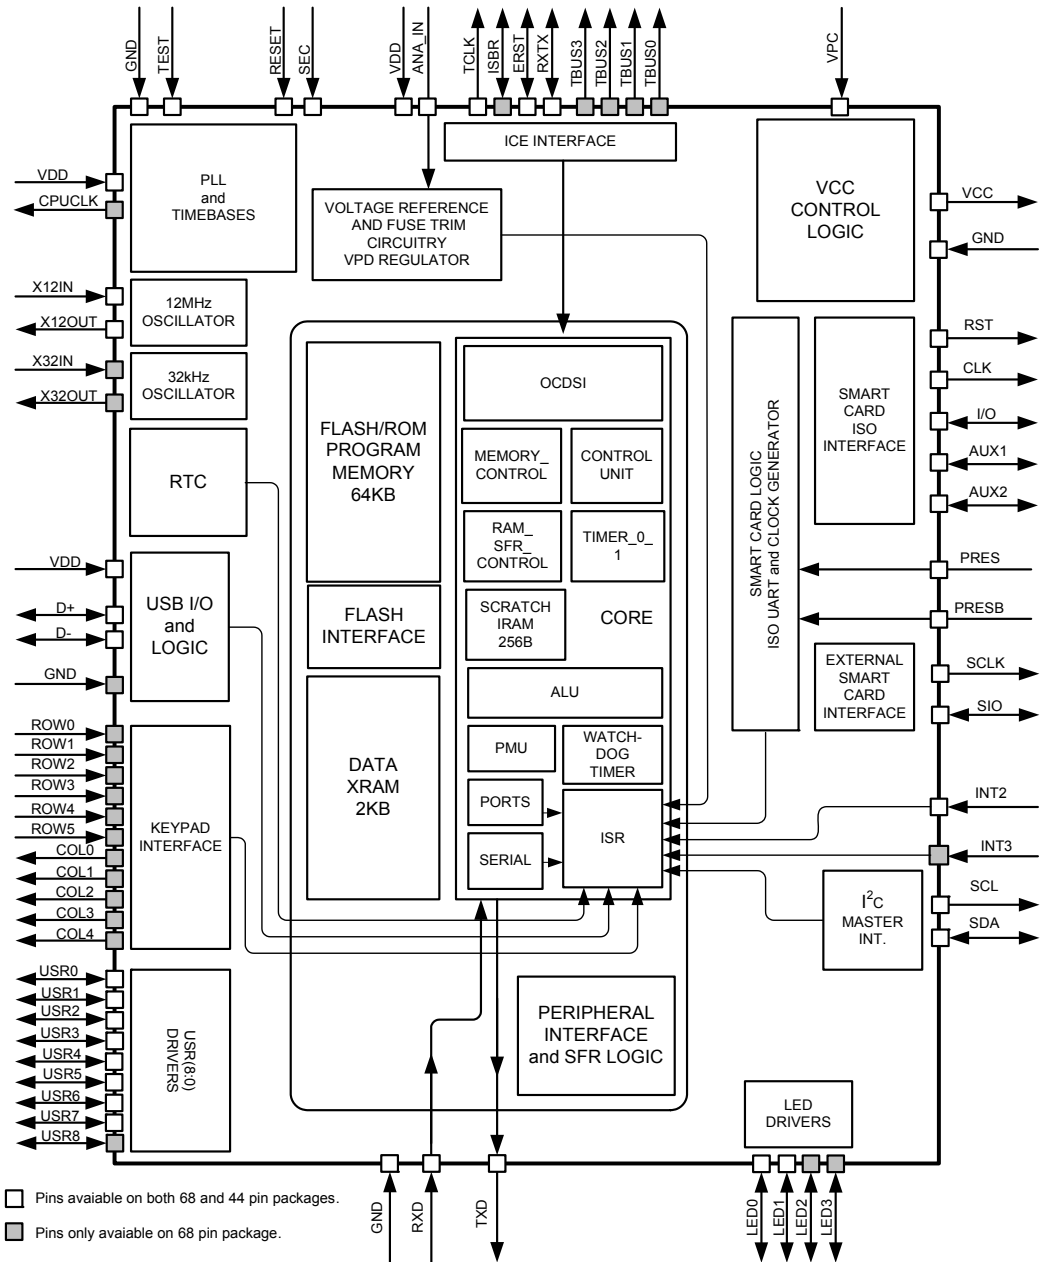 GND
TEST
RESET
SEC
VDD
ANA_IN
TCLK
ISBR
ERST
RXTX
TBUS3
TBUS2
TBUS1
TBUS0
VPC
ICE INTERFACE
PLL
and
TIMEBASES
VOLTAGE REFERENCE
AND FUSE TRIM
CIRCUITRY
VPD REGULATOR
VCC
CONTROL
LOGIC
VDD
CPUCLK
VCC
GND
X12IN
X12OUT
12MHz
OSCILLATOR
X32IN
X32OUT
32kHz
OSCILLATOR
RTC
FLASH/ROM
PROGRAM
MEMORY
64KB
OCDSI
MEMORY_
CONTROL
CONTROL
UNIT
RAM_
SFR_
CONTROL
TIMER_0_
1
SMART CARD LOGIC
ISO UART and CLOCK GENERATOR
SMART
CARD
ISO
INTERFACE
RST
CLK
I/O
AUX1
AUX2
VDD
D+
D-
GND
USB I/O
and
LOGIC
FLASH
INTERFACE
SCRATCH
IRAM
256B
CORE
PRES
PRESB
EXTERNAL
SMART
CARD
INTERFACE
SCLK
SIO
ALU
DATA
XRAM
2KB
PMU
WATCH-
DOG
TIMER
PORTS
SERIAL
ISR
ROW0
ROW1
ROW2
ROW3
ROW4
ROW5
COL0
COL1
COL2
COL3
COL4
KEYPAD
INTERFACE
INT2
INT3
I2C
MASTER
INT.
SCL
SDA
USR0
USR1
USR2
USR3
USR4
USR5
USR6
USR7
USR8
USR(8:0)
DRIVERS
PERIPHERAL
INTERFACE
and SFR LOGIC
LED
DRIVERS
GND
RXD
TXD
LED0
LED1
LED2
LED3
Pins avaiable on both 68 and 44 pin packages.
Pins only avaiable on 68 pin package.